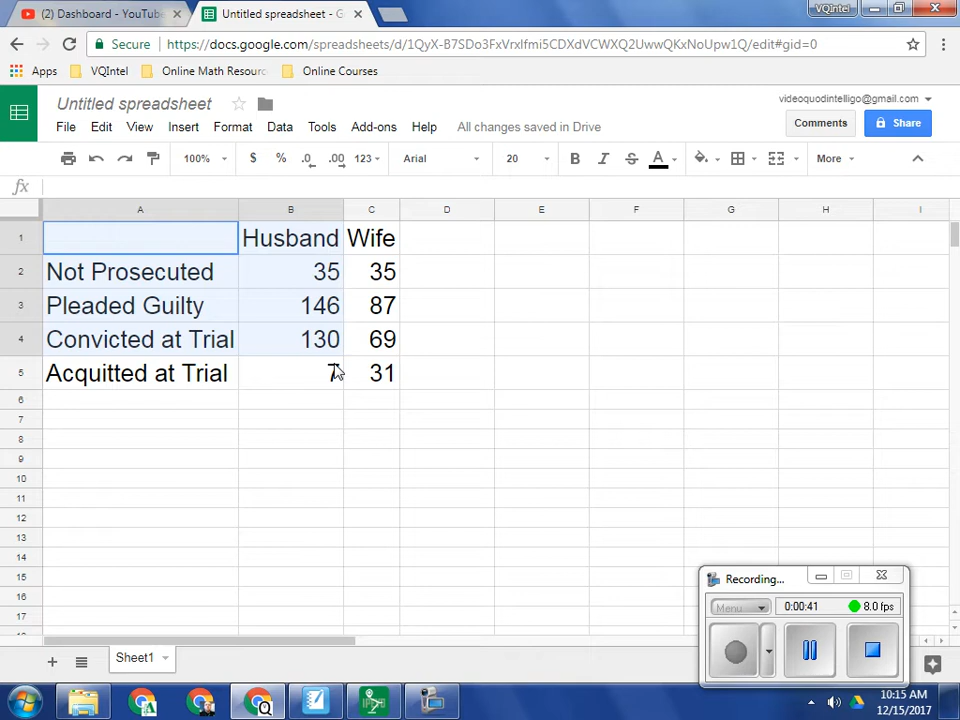 (2) Dashboard - YouTube
Untitled spreadsheet - G
VQIntel
Secure https://docs.google.com/spreadsheets/d/1QyX-B7SDo3FxVrxlfmi5CDXdVCWXQ2UwwQKxNoUpw1Q/edit#gid=0
Apps VQIntel Online Math Resourc Online Courses
Untitled spreadsheet
videoquodintelligo@gmail.com
File Edit View Insert Format Data Tools Add-ons Help All changes saved in Drive
Comments Share
100% $ % .0 .00 123 Arial 20 B I S A More
fx
A B C D E F G H I
1 Husband Wife
2 Not Prosecuted 35 35
3 Pleaded Guilty 146 87
4 Convicted at Trial 130 69
5 Acquitted at Trial 7 31
6
7
8
9
10
11
12
13
14
15
16
17
Recording...
Menu 0:00:41 8.0 fps
Sheet1
10:15 AM
12/15/2017